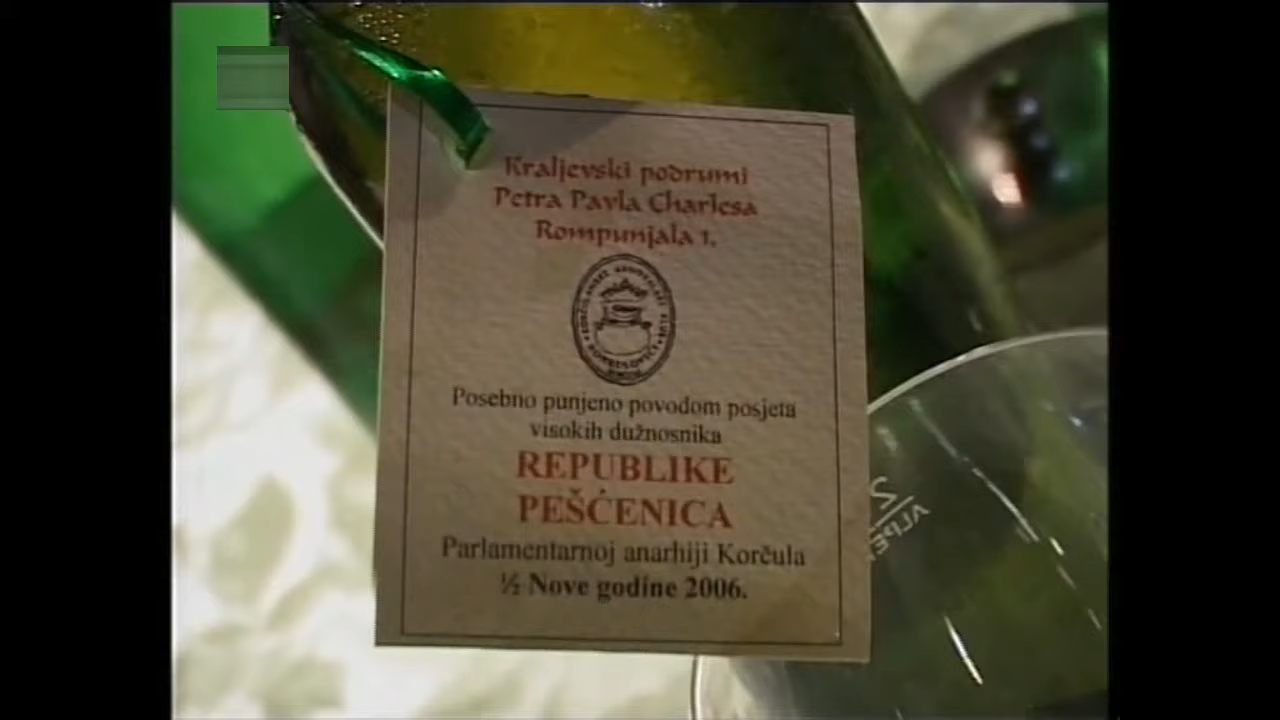 Kraljevski podrumi
Petra Pavla Charlesa
Rompunjala 1.
Posebno punjeno povodom posjeta
visokih dužnosnika
REPUBLIKE
PEŠĆENICA
Parlamentarnoj anarhiji Korčula
½ Nove godine 2006.